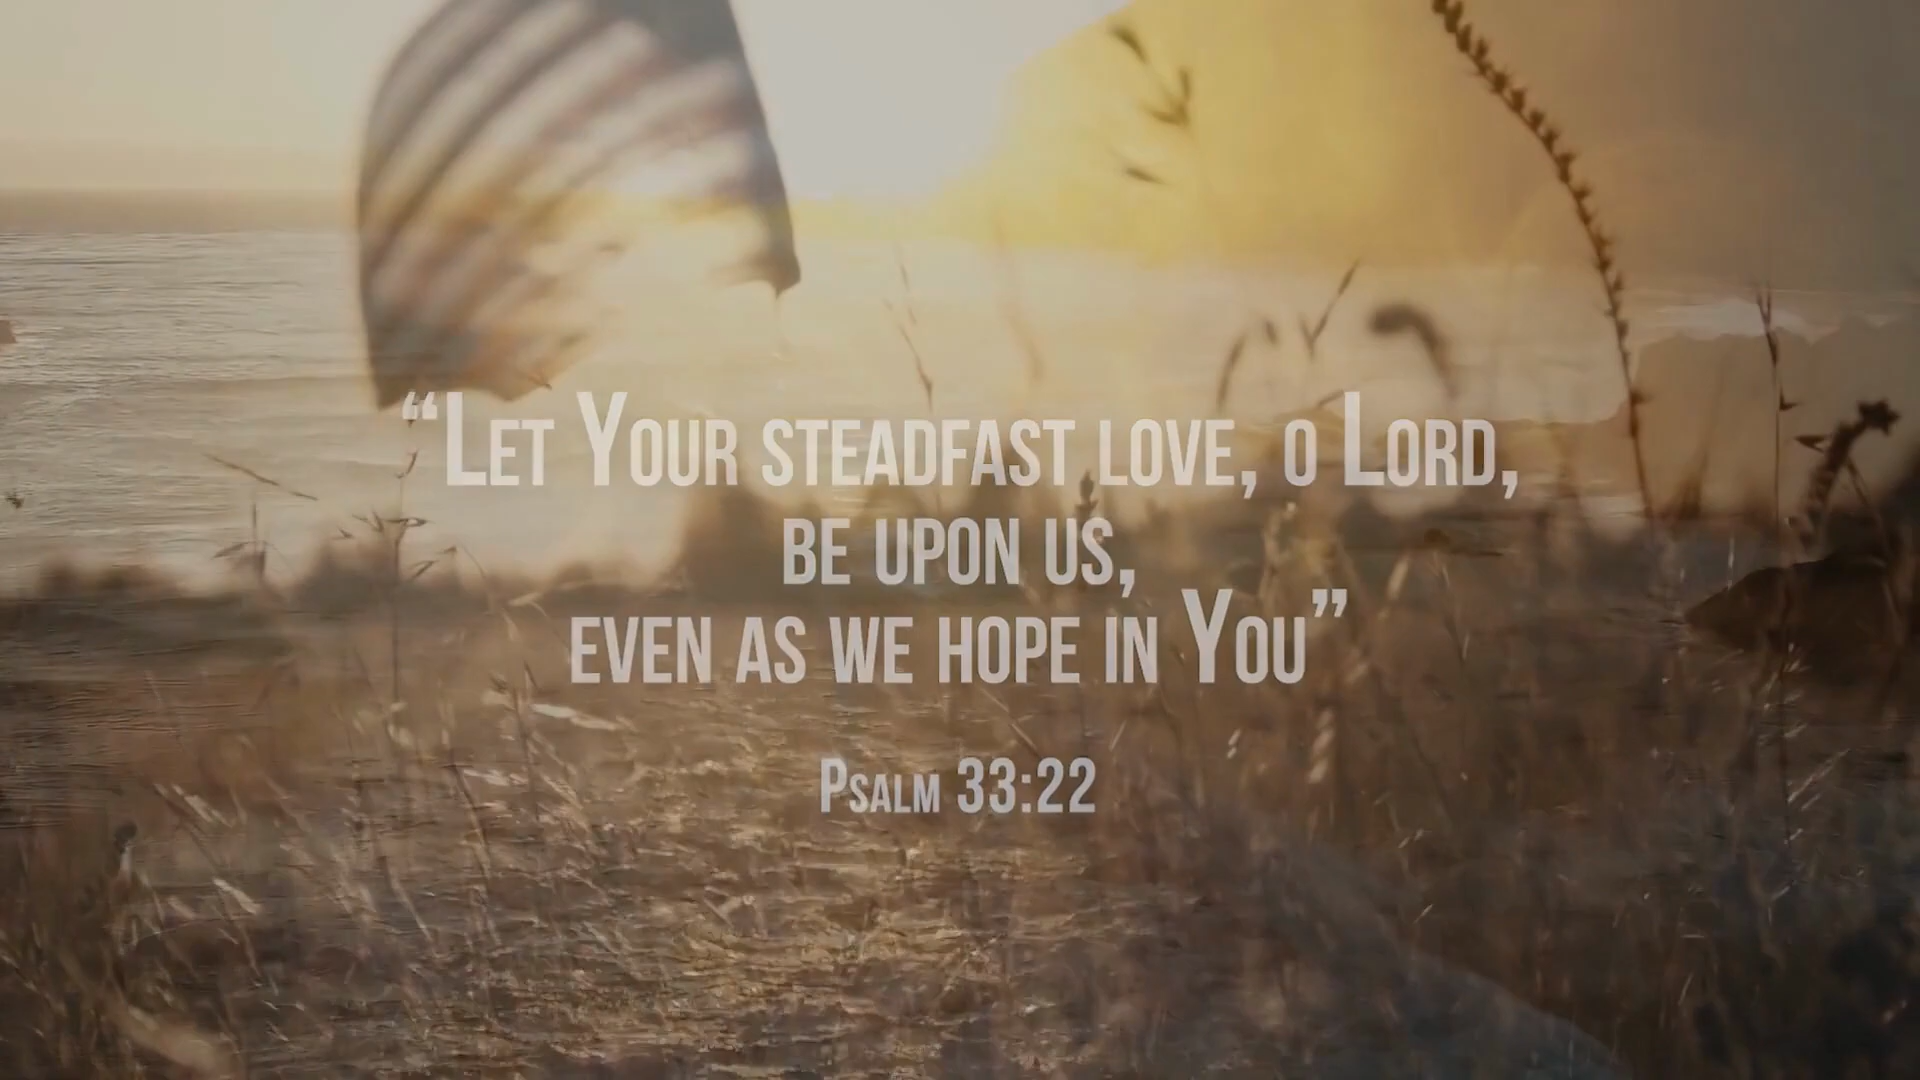 “Let Your steadfast love, o Lord,
be upon us,
even as we hope in You”
Psalm 33:22